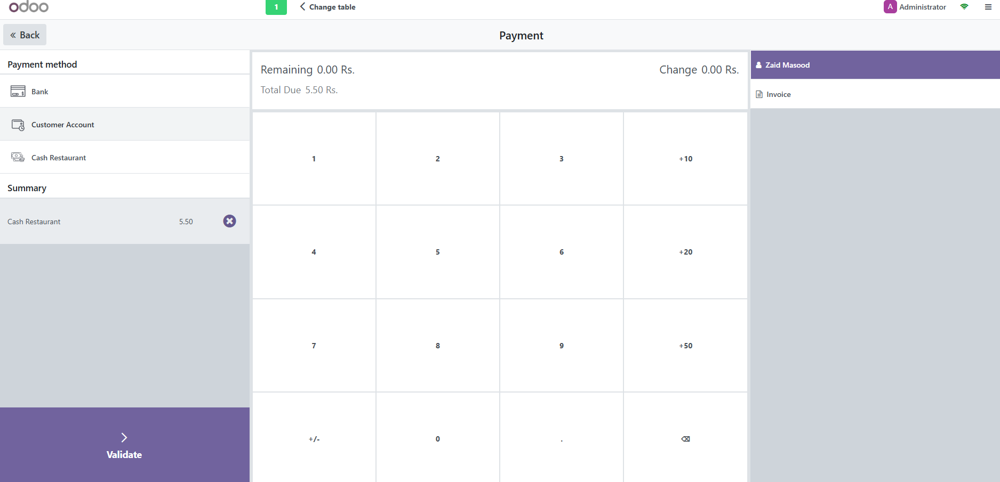 odoo
1 Change table
A Administrator
Back
Payment
Payment method
Bank
Customer Account
Cash Restaurant
Summary
Cash Restaurant 5.50
Validate
Remaining 0.00 Rs.
Change 0.00 Rs.
Total Due 5.50 Rs.
1 2 3 +10
4 5 6 +20
7 8 9 +50
+/- 0 . ⌫
Zaid Masood
Invoice